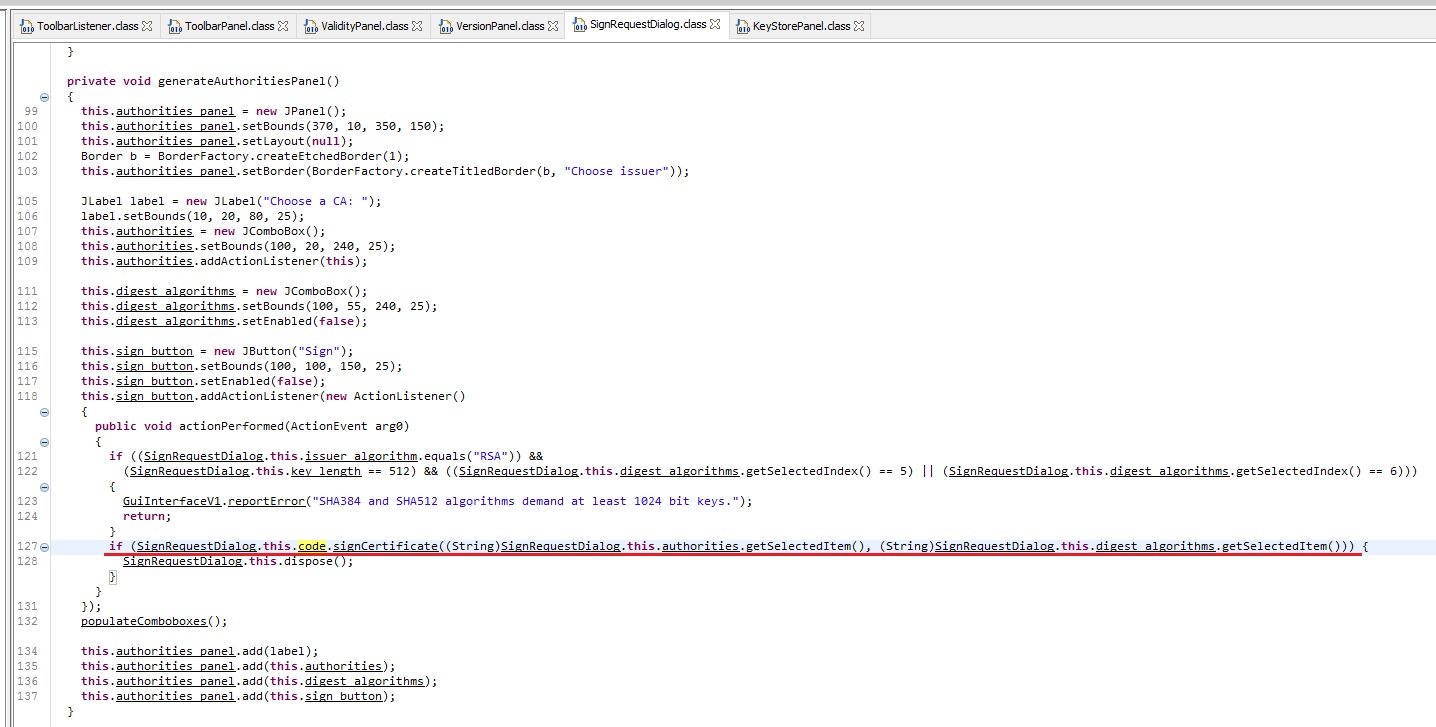 ToolbarListener.class ToolbarPanel.class ValidityPanel.class VersionPanel.class SignRequestDialog.class KeyStorePanel.class
}
private void generateAuthoritiesPanel()
{
99 this.authorities_panel = new JPanel();
100 this.authorities_panel.setBounds(370, 10, 350, 150);
101 this.authorities_panel.setLayout(null);
102 Border b = BorderFactory.createEtchedBorder(1);
103 this.authorities_panel.setBorder(BorderFactory.createTitledBorder(b, "Choose issuer"));
105 JLabel label = new JLabel("Choose a CA: ");
106 label.setBounds(10, 20, 80, 25);
107 this.authorities = new JComboBox();
108 this.authorities.setBounds(100, 20, 240, 25);
109 this.authorities.addActionListener(this);
111 this.digest_algorithms = new JComboBox();
112 this.digest_algorithms.setBounds(100, 55, 240, 25);
113 this.digest_algorithms.setEnabled(false);
115 this.sign_button = new JButton("Sign");
116 this.sign_button.setBounds(100, 100, 150, 25);
117 this.sign_button.setEnabled(false);
118 this.sign_button.addActionListener(new ActionListener()
{
public void actionPerformed(ActionEvent arg0)
{
121 if ((SignRequestDialog.this.issuer_algorithm.equals("RSA")) &&
122 (SignRequestDialog.this.key_length == 512) && ((SignRequestDialog.this.digest_algorithms.getSelectedIndex() == 5) || (SignRequestDialog.this.digest_algorithms.getSelectedIndex() == 6)))
{
123 GuiInterfaceV1.reportError("SHA384 and SHA512 algorithms demand at least 1024 bit keys.");
124 return;
}
127 if (SignRequestDialog.this.code.signCertificate((String)SignRequestDialog.this.authorities.getSelectedItem(), (String)SignRequestDialog.this.digest_algorithms.getSelectedItem())) {
128 SignRequestDialog.this.dispose();
}
}
131 });
132 populateComboboxes();
134 this.authorities_panel.add(label);
135 this.authorities_panel.add(this.authorities);
136 this.authorities_panel.add(this.digest_algorithms);
137 this.authorities_panel.add(this.sign_button);
}